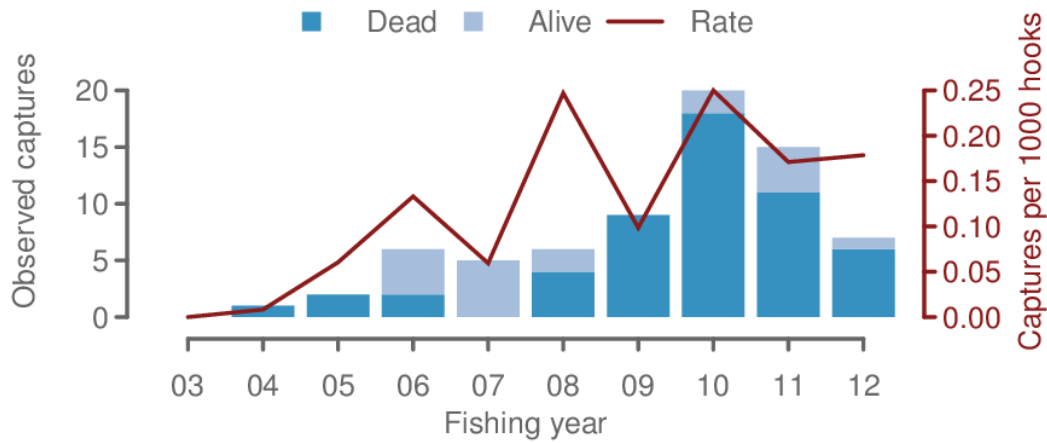 Dead Alive Rate
Observed captures
20
15
10
5
0
0.25
0.20
0.15
0.10
0.05
0.00
Captures per 1000 hooks
03 04 05 06 07 08 09 10 11 12
Fishing year